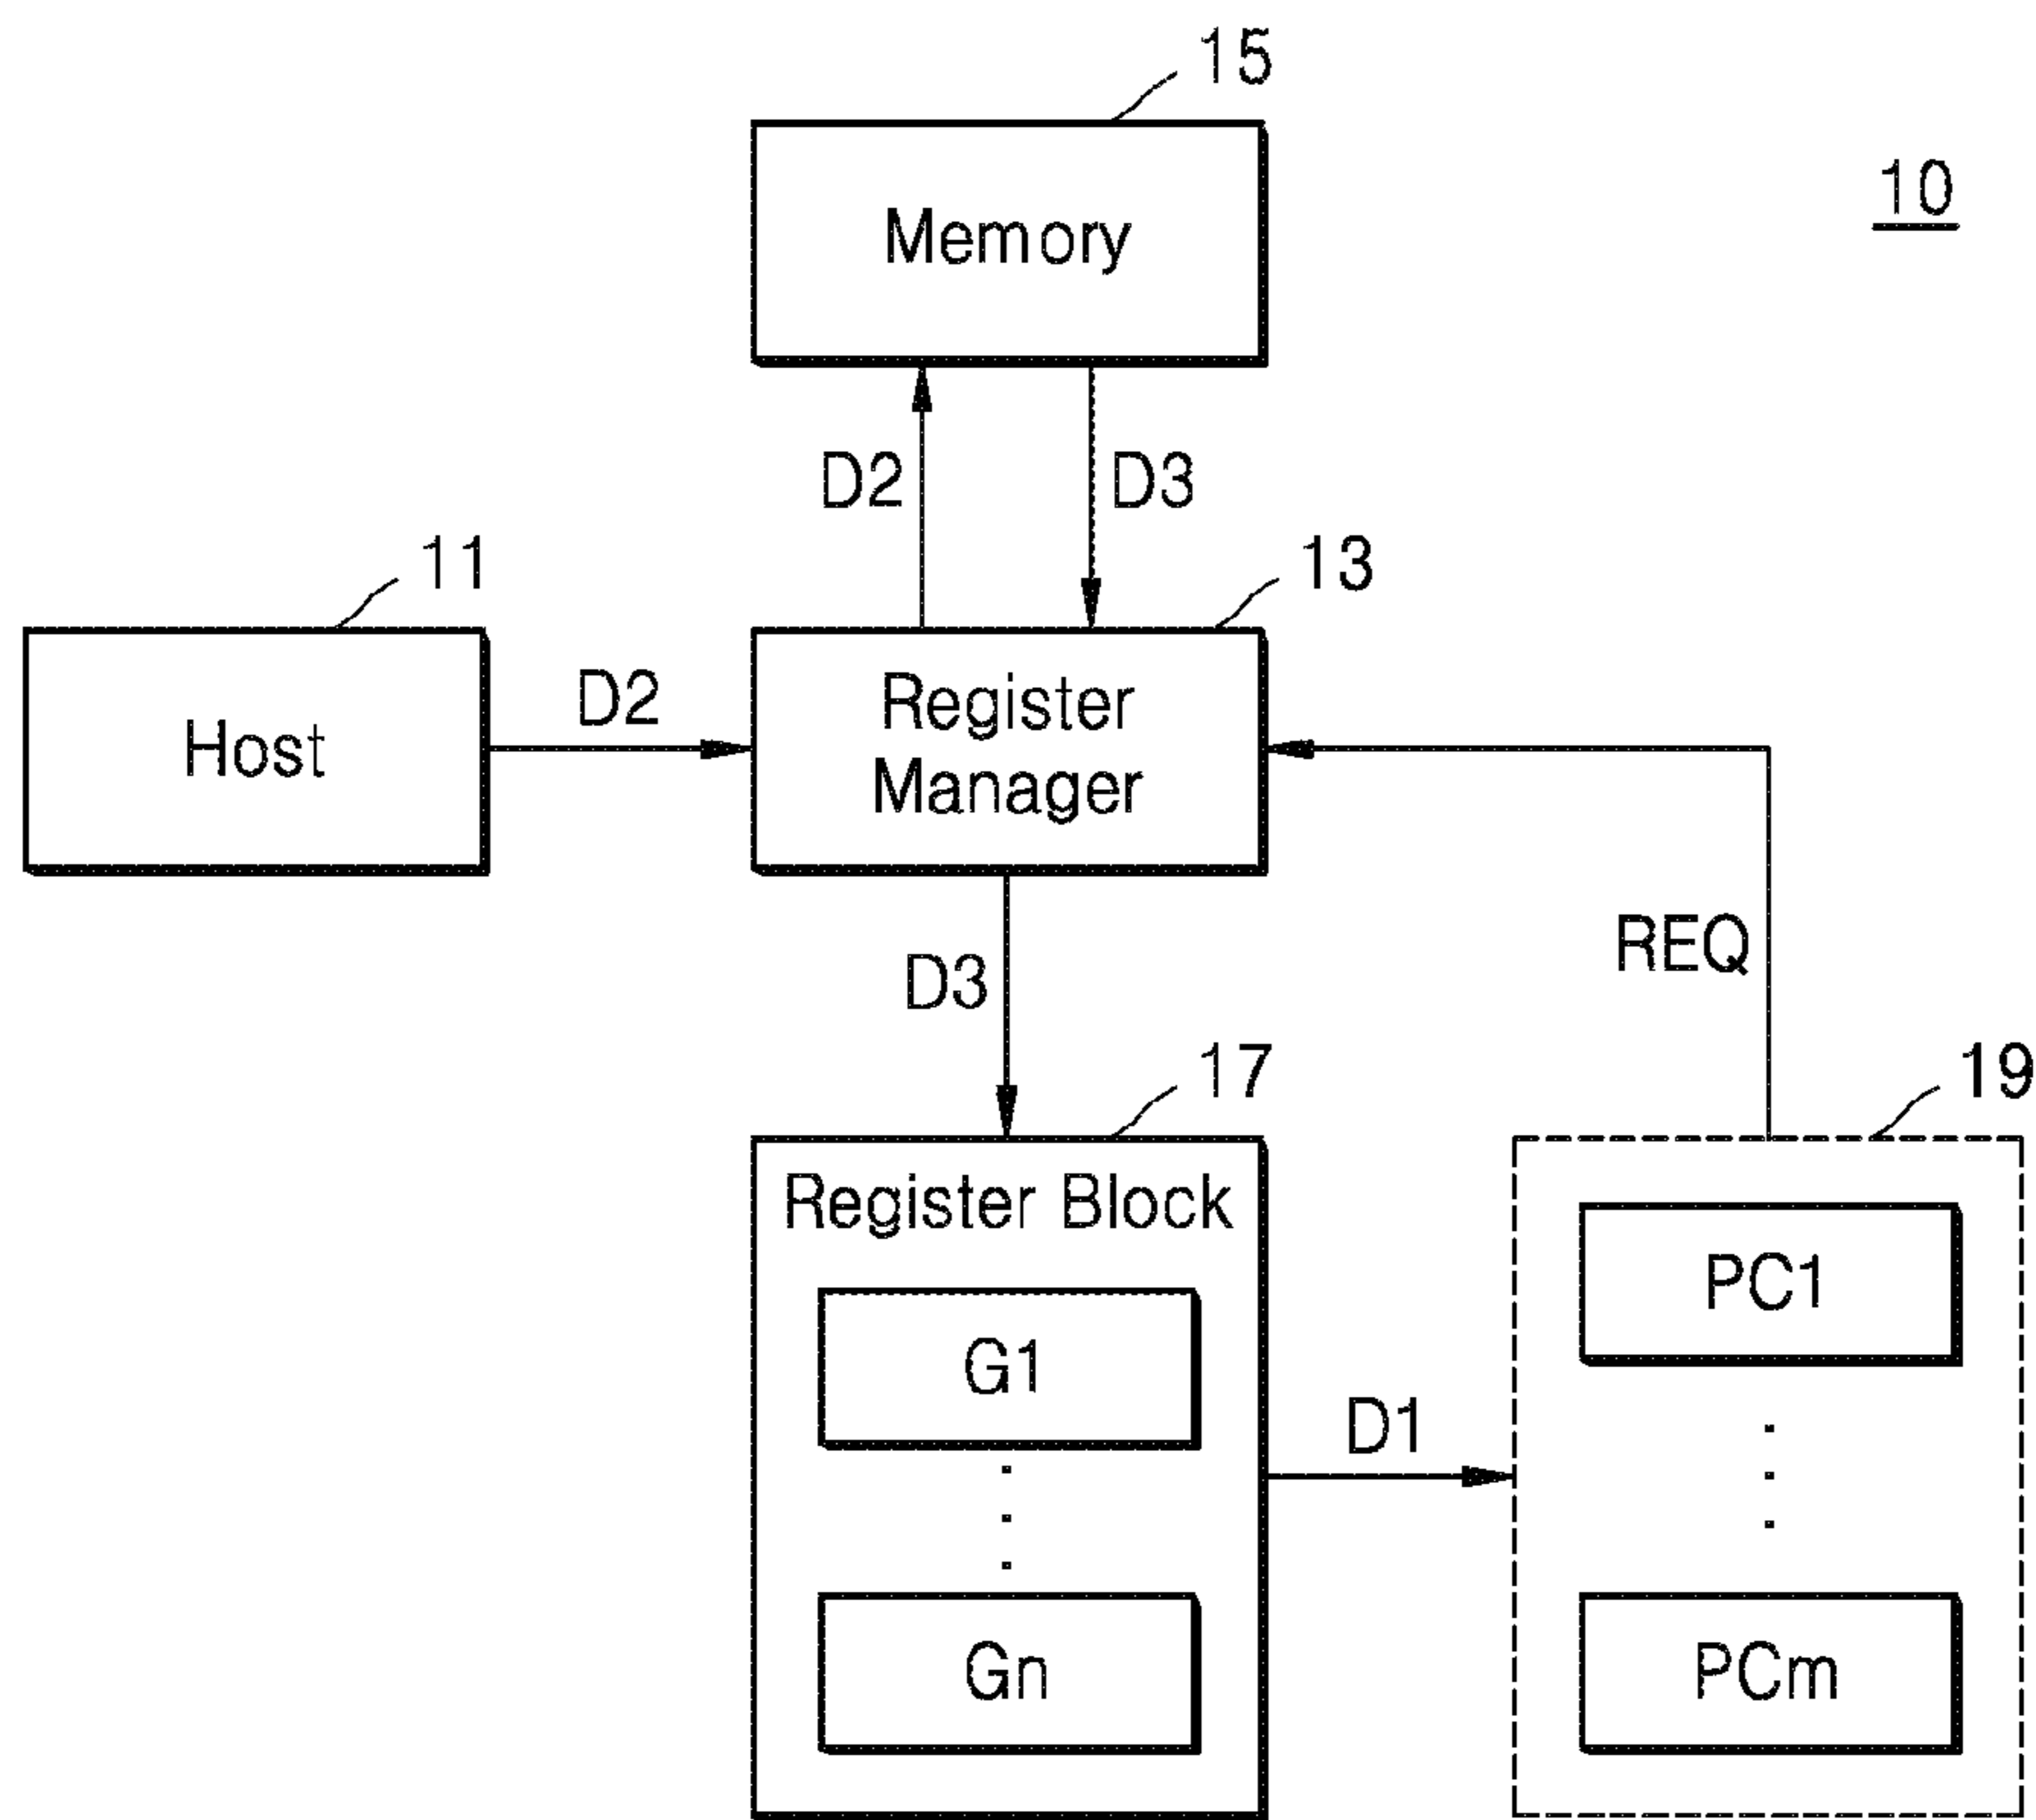 15
10
Memory
D2
D3
11
13
Host
D2
Register
Manager
REQ
D3
17
19
Register Block
PC1
G1
D1
Gn
PCm